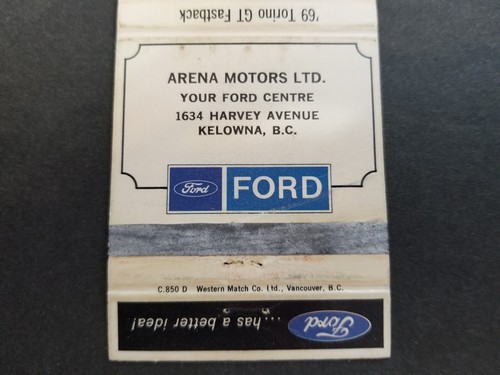 '69 Torino GT Fastback
ARENA MOTORS LTD.
YOUR FORD CENTRE
1634 HARVEY AVENUE
KELOWNA, B.C.
Ford FORD
C.850 D Western Match Co. Ltd., Vancouver, B.C.
Ford ...has a better idea!